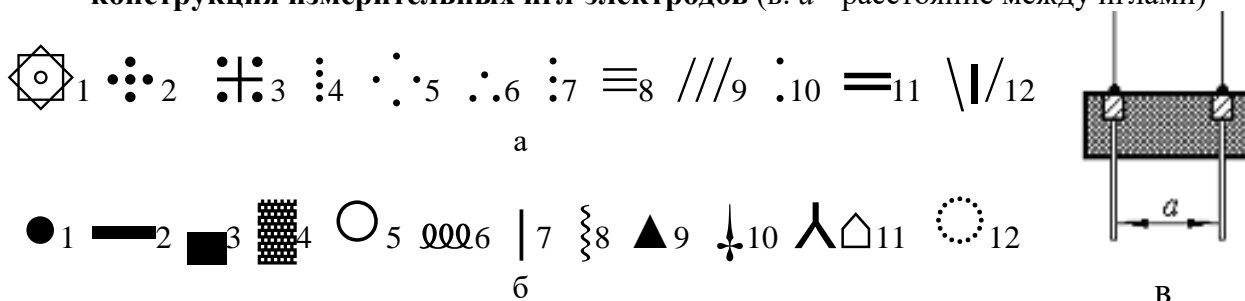 конструкция измерительных игл-электродов (в: а - расстояние между иглами)
1 2 3 4 5 6 7 8 9 10 11 12
а
1 2 3 4 5 6 7 8 9 10 11 12
б
a
в